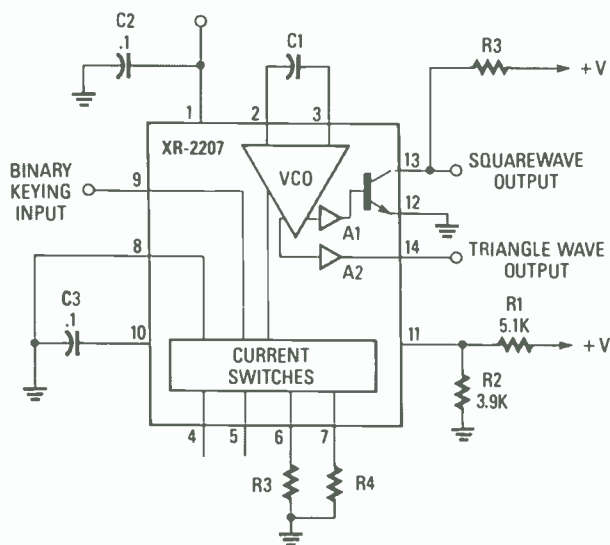 C2
.1
C1
R3
+ V
1
2
3
XR-2207
VCO
13
SQUAREWAVE
OUTPUT
BINARY
KEYING
INPUT
9
12
A1
14
TRIANGLE WAVE
OUTPUT
A2
8
C3
.1
10
11
R1
5.1K
+ V
R2
3.9K
CURRENT
SWITCHES
4
5
6
7
R3
R4